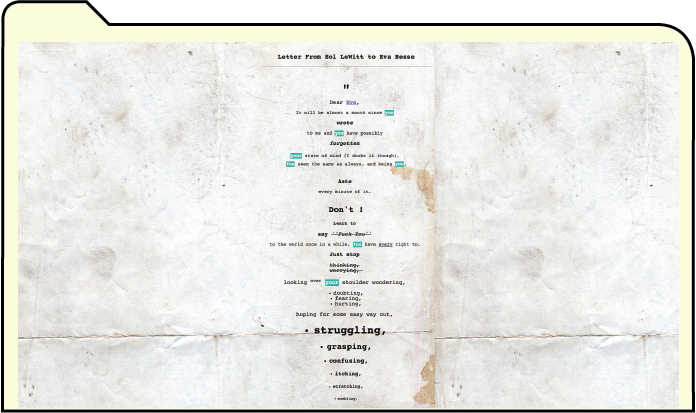 Letter From Sol LeWitt to Eva Hesse
"
Dear Eva,
It will be almost a month since you
wrote
to me and you have possibly
forgotten
your state of mind (I doubt it though).
You seem the same as always, and being you,
hate
every minute of it.
Don't !
Learn to
say "Fuck You"
to the world once in a while. You have every right to.
Just stop
thinking,
worrying,
looking over your shoulder wondering,
• doubting,
• fearing,
• hurting,
hoping for some easy way out,
• struggling,
• grasping,
• confusing,
• itching,
• scratching,
• mumbling,